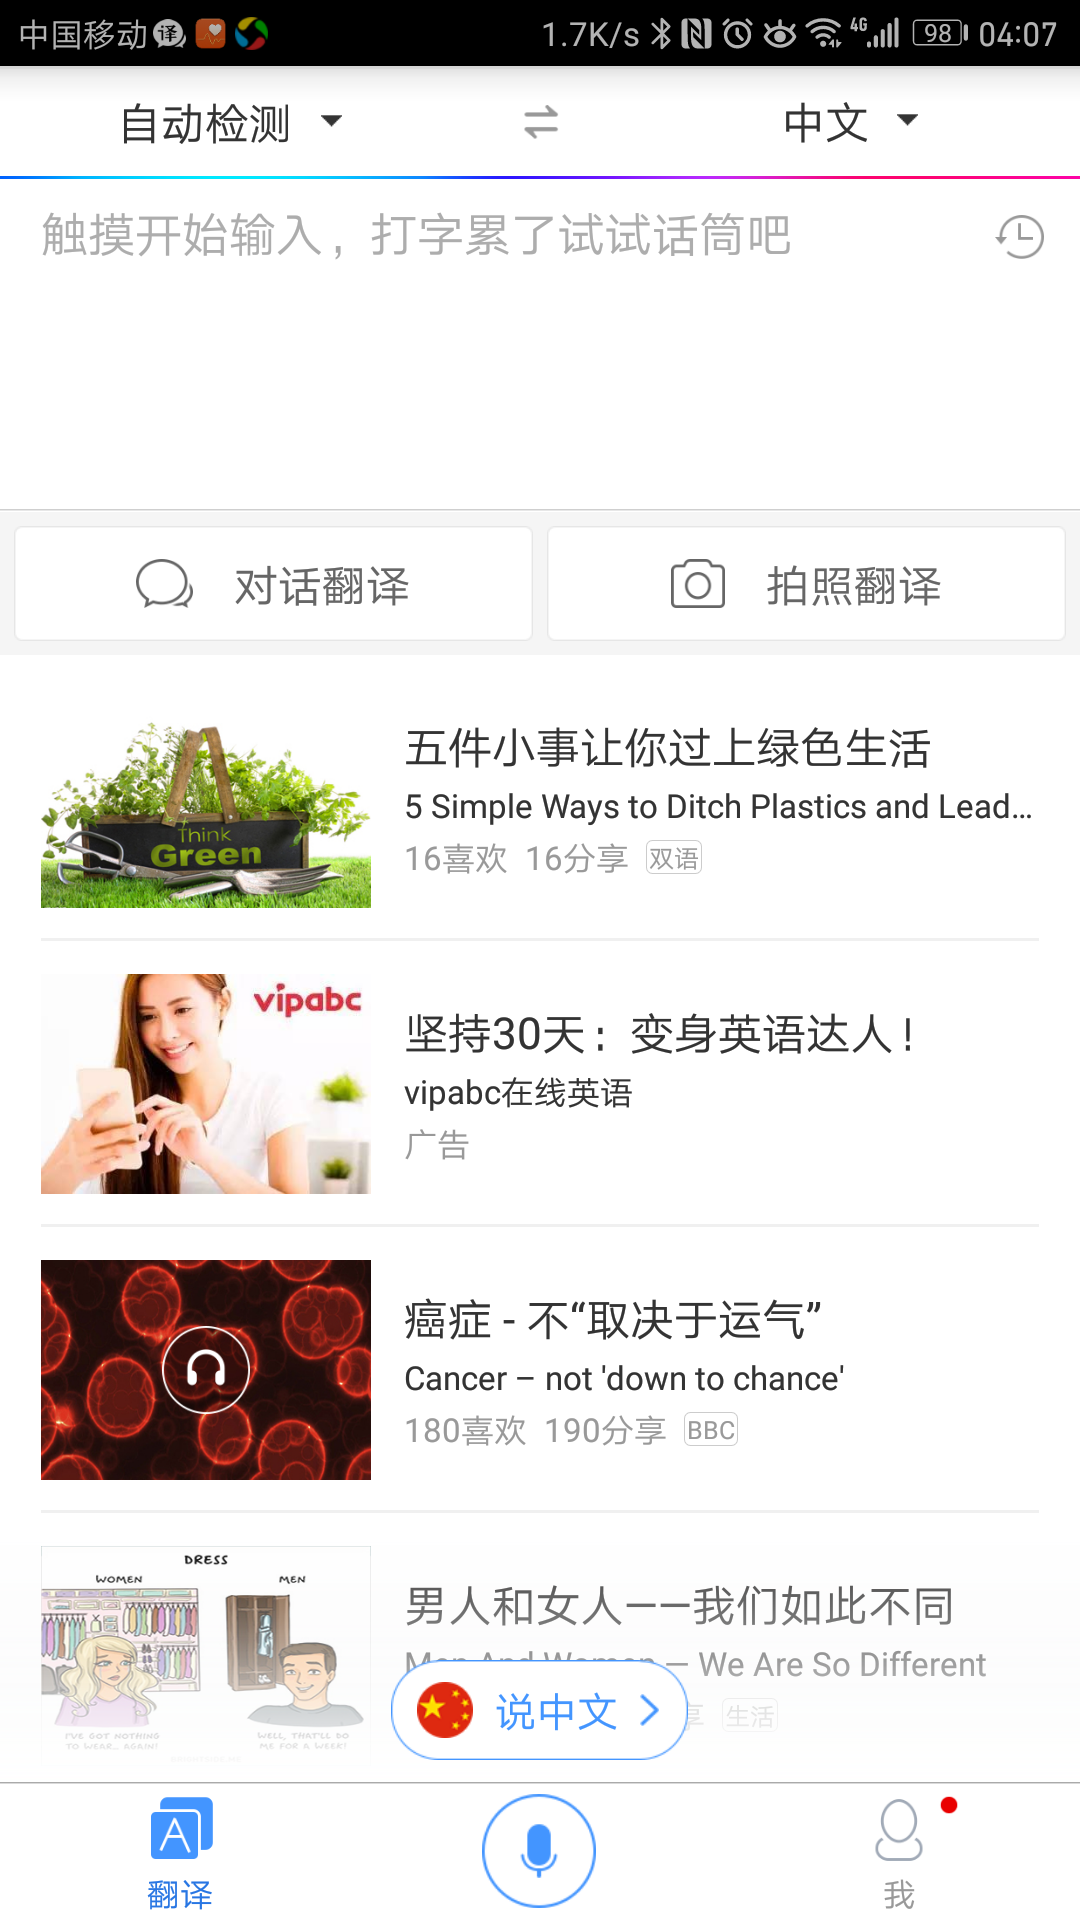 中国移动 译 1.7K/s 4G 98 04:07
自动检测 中文
触摸开始输入，打字累了试试话筒吧
对话翻译 拍照翻译
Think
Green
五件小事让你过上绿色生活
5 Simple Ways to Ditch Plastics and Lead...
16喜欢 16分享 双语
vipabc
坚持30天：变身英语达人！
vipabc在线英语
广告
癌症 - 不“取决于运气”
Cancer – not 'down to chance'
180喜欢 190分享 BBC
DRESS
WOMEN MEN
I'VE GOT NOTHING
TO WEAR... AGAIN!
WELL, THAT'LL DO
ME FOR A WEEK!
男人和女人——我们如此不同
Men And Women – We Are So Different
生活
说中文
A
翻译 我